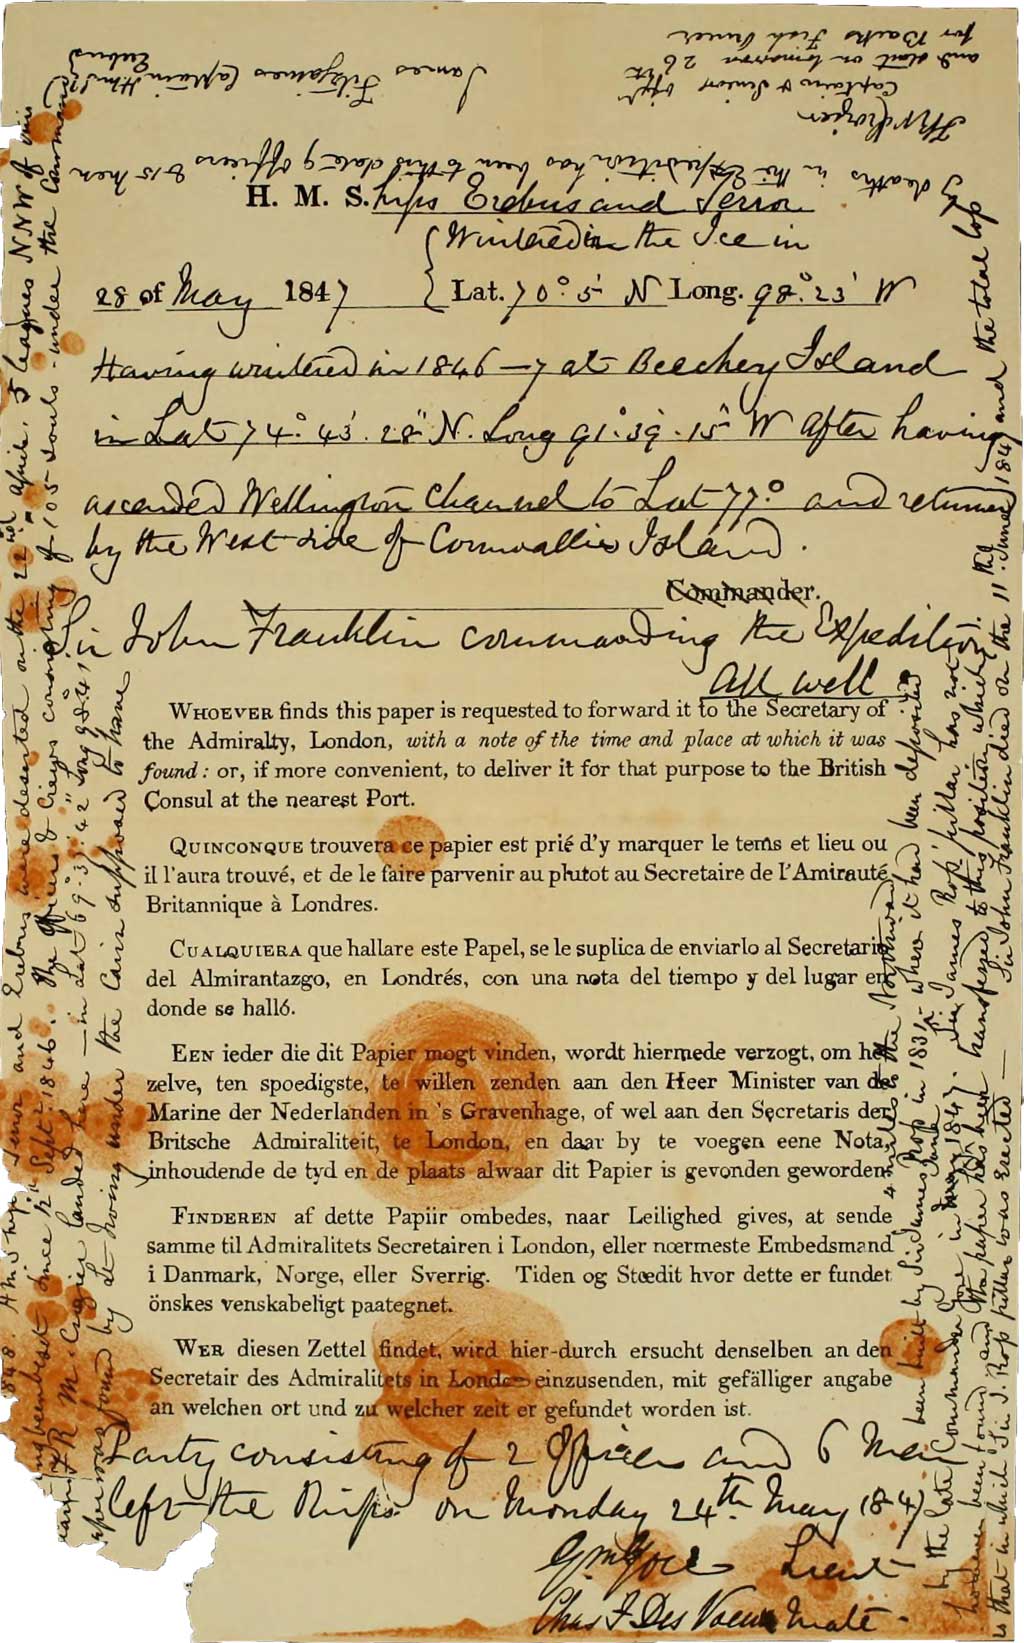 H. M. S.hips Erebus and Terror
Wintered in the Ice in
28 of May 1847 Lat. 70° 5' N Long. 98° 23' W
Having wintered in 1846–7 at Beechey Island
in Lat 74° 43' 28" N. Long 91° 39' 15" W After having
ascended Wellington Channel to Lat 77° and returned
by the West side of Cornwallis Island.
Commander.
Sir John Franklin commanding the Expedition
All well
WHOEVER finds this paper is requested to forward it to the Secretary of
the Admiralty, London, with a note of the time and place at which it was
found: or, if more convenient, to deliver it for that purpose to the British
Consul at the nearest Port.
QUINCONQUE trouvera ce papier est prié d'y marquer le tems et lieu ou
il l'aura trouvé, et de le faire parvenir au plutot au Secretaire de l'Amirauté
Britannique à Londres.
CUALQUIERA que hallare este Papel, se le suplica de enviarlo al Secretario
del Almirantazgo, en Londrés, con una nota del tiempo y del lugar en
donde se halló.
EEN ieder die dit Papier mogt vinden, wordt hiermede verzogt, om het
zelve, ten spoedigste, te willen zenden aan den Heer Minister van de
Marine der Nederlanden in 's Gravenhage, of wel aan den Secretaris der
Britsche Admiraliteit, te London, en daar by te voegen eene Nota,
inhoudende de tyd en de plaats alwaar dit Papier is gevonden geworden
FINDEREN af dette Papiir ombedes, naar Leilighed gives, at sende
samme til Admiralitets Secretairen i London, eller nœrmeste Embedsmand
i Danmark, Norge, eller Sverrig. Tiden og Stœdit hvor dette er fundet
önskes venskabeligt paategnet.
WER diesen Zettel findet, wird hier-durch ersucht denselben an den
Secretair des Admiralitets in London einzusenden, mit gefälliger angabe
an welchen ort und zu welcher zeit er gefundet worden ist.
Party consisting of 2 Officers and 6 Men
left the Ships on Monday 24th May 1847
Gm Gore Lieut
Chas F Des Voeux Mate
1848. HM Ships Terror and Erebus were deserted on the 22nd April, 5 leagues NNW of this
been beset since 12th Sept 1846. The Officers & Crews consisting of 105 souls - under the Command
F R M Crozier landed here — in Lat 69° 37' 42" Long 98° 41'
paper was found by Lt Irving under the Cairn supposed to have
been built by Sir James Ross in 1831 - where it had been deposited
4 miles to the Northward
by the late Commander Gore in May 1847. June
Sir James Ross' pillar has not
however been found and the paper has been transferred to this position which
is that in which Sir J. Ross pillar was erected — Sir John Franklin died on the 11th June 1847 and the total loss
by deaths in the Expedition has been to this date 9 officers & 15 men
James Fitzjames Captain HMS Erebus
F R M Crozier
Captain & Senior Offr
and start on tomorrow 26th
for Backs Fish River